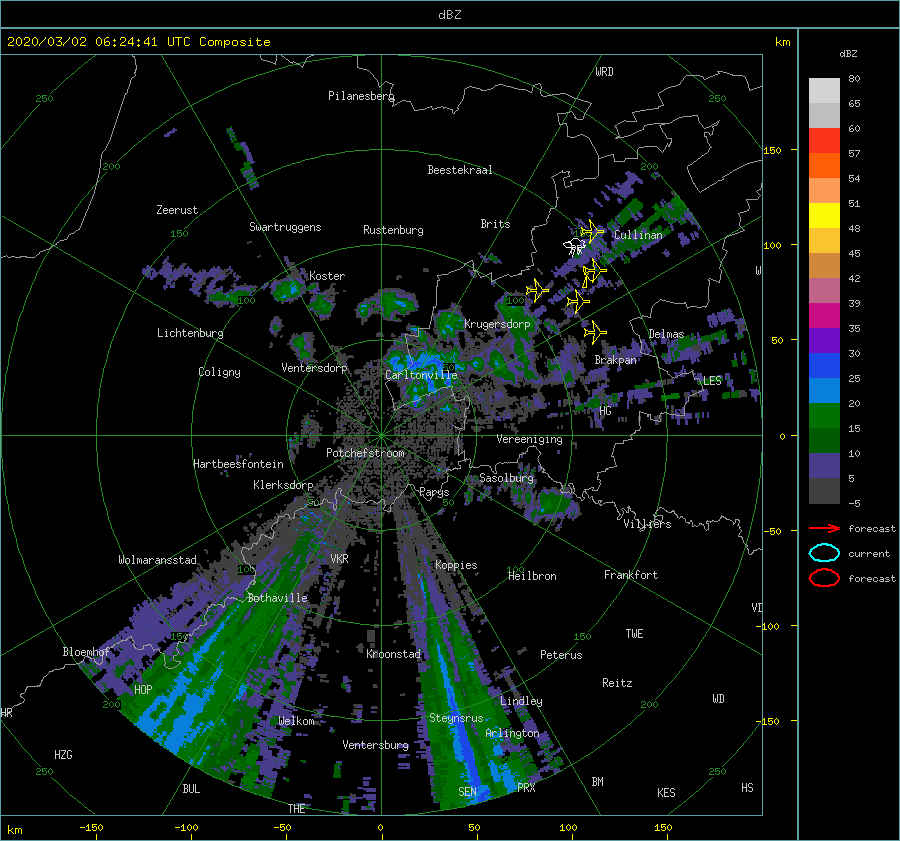 dBZ
2020/03/02 06:24:41 UTC Composite
km
dBZ
WRD
250
Pilanesberg
250
80
65
60
150
57
200
Beestekraal
200
54
51
Zeerust
150
Swartruggens
Rustenburg
Brits
Cullinan
48
100
45
Koster
42
100
100
39
Lichtenburg
Krugersdorp
Delmas
50
35
Coligny
Ventersdorp
Carltonville
Brakpan
30
LES
25
HG
20
Vereeniging
0
15
Potchefstroom
10
Hartbeesfontein
Klerksdorp
Parys
Sasolburg
5
50
50
-5
Villiers
-50
forecast
VKR
current
Wolmaransstad
100
Koppies
100
Heilbron
Frankfort
forecast
Bothaville
VI
-100
150
150
TWE
Bloemhof
Kroonstad
Peterus
HOP
Reitz
WD
HR
200
Lindley
200
Welkom
Steynsrus
-150
Arlington
HZG
Ventersburg
250
250
BUL
SEN
PRX
BM
KES
HS
THE
km
-150
-100
-50
0
50
100
150